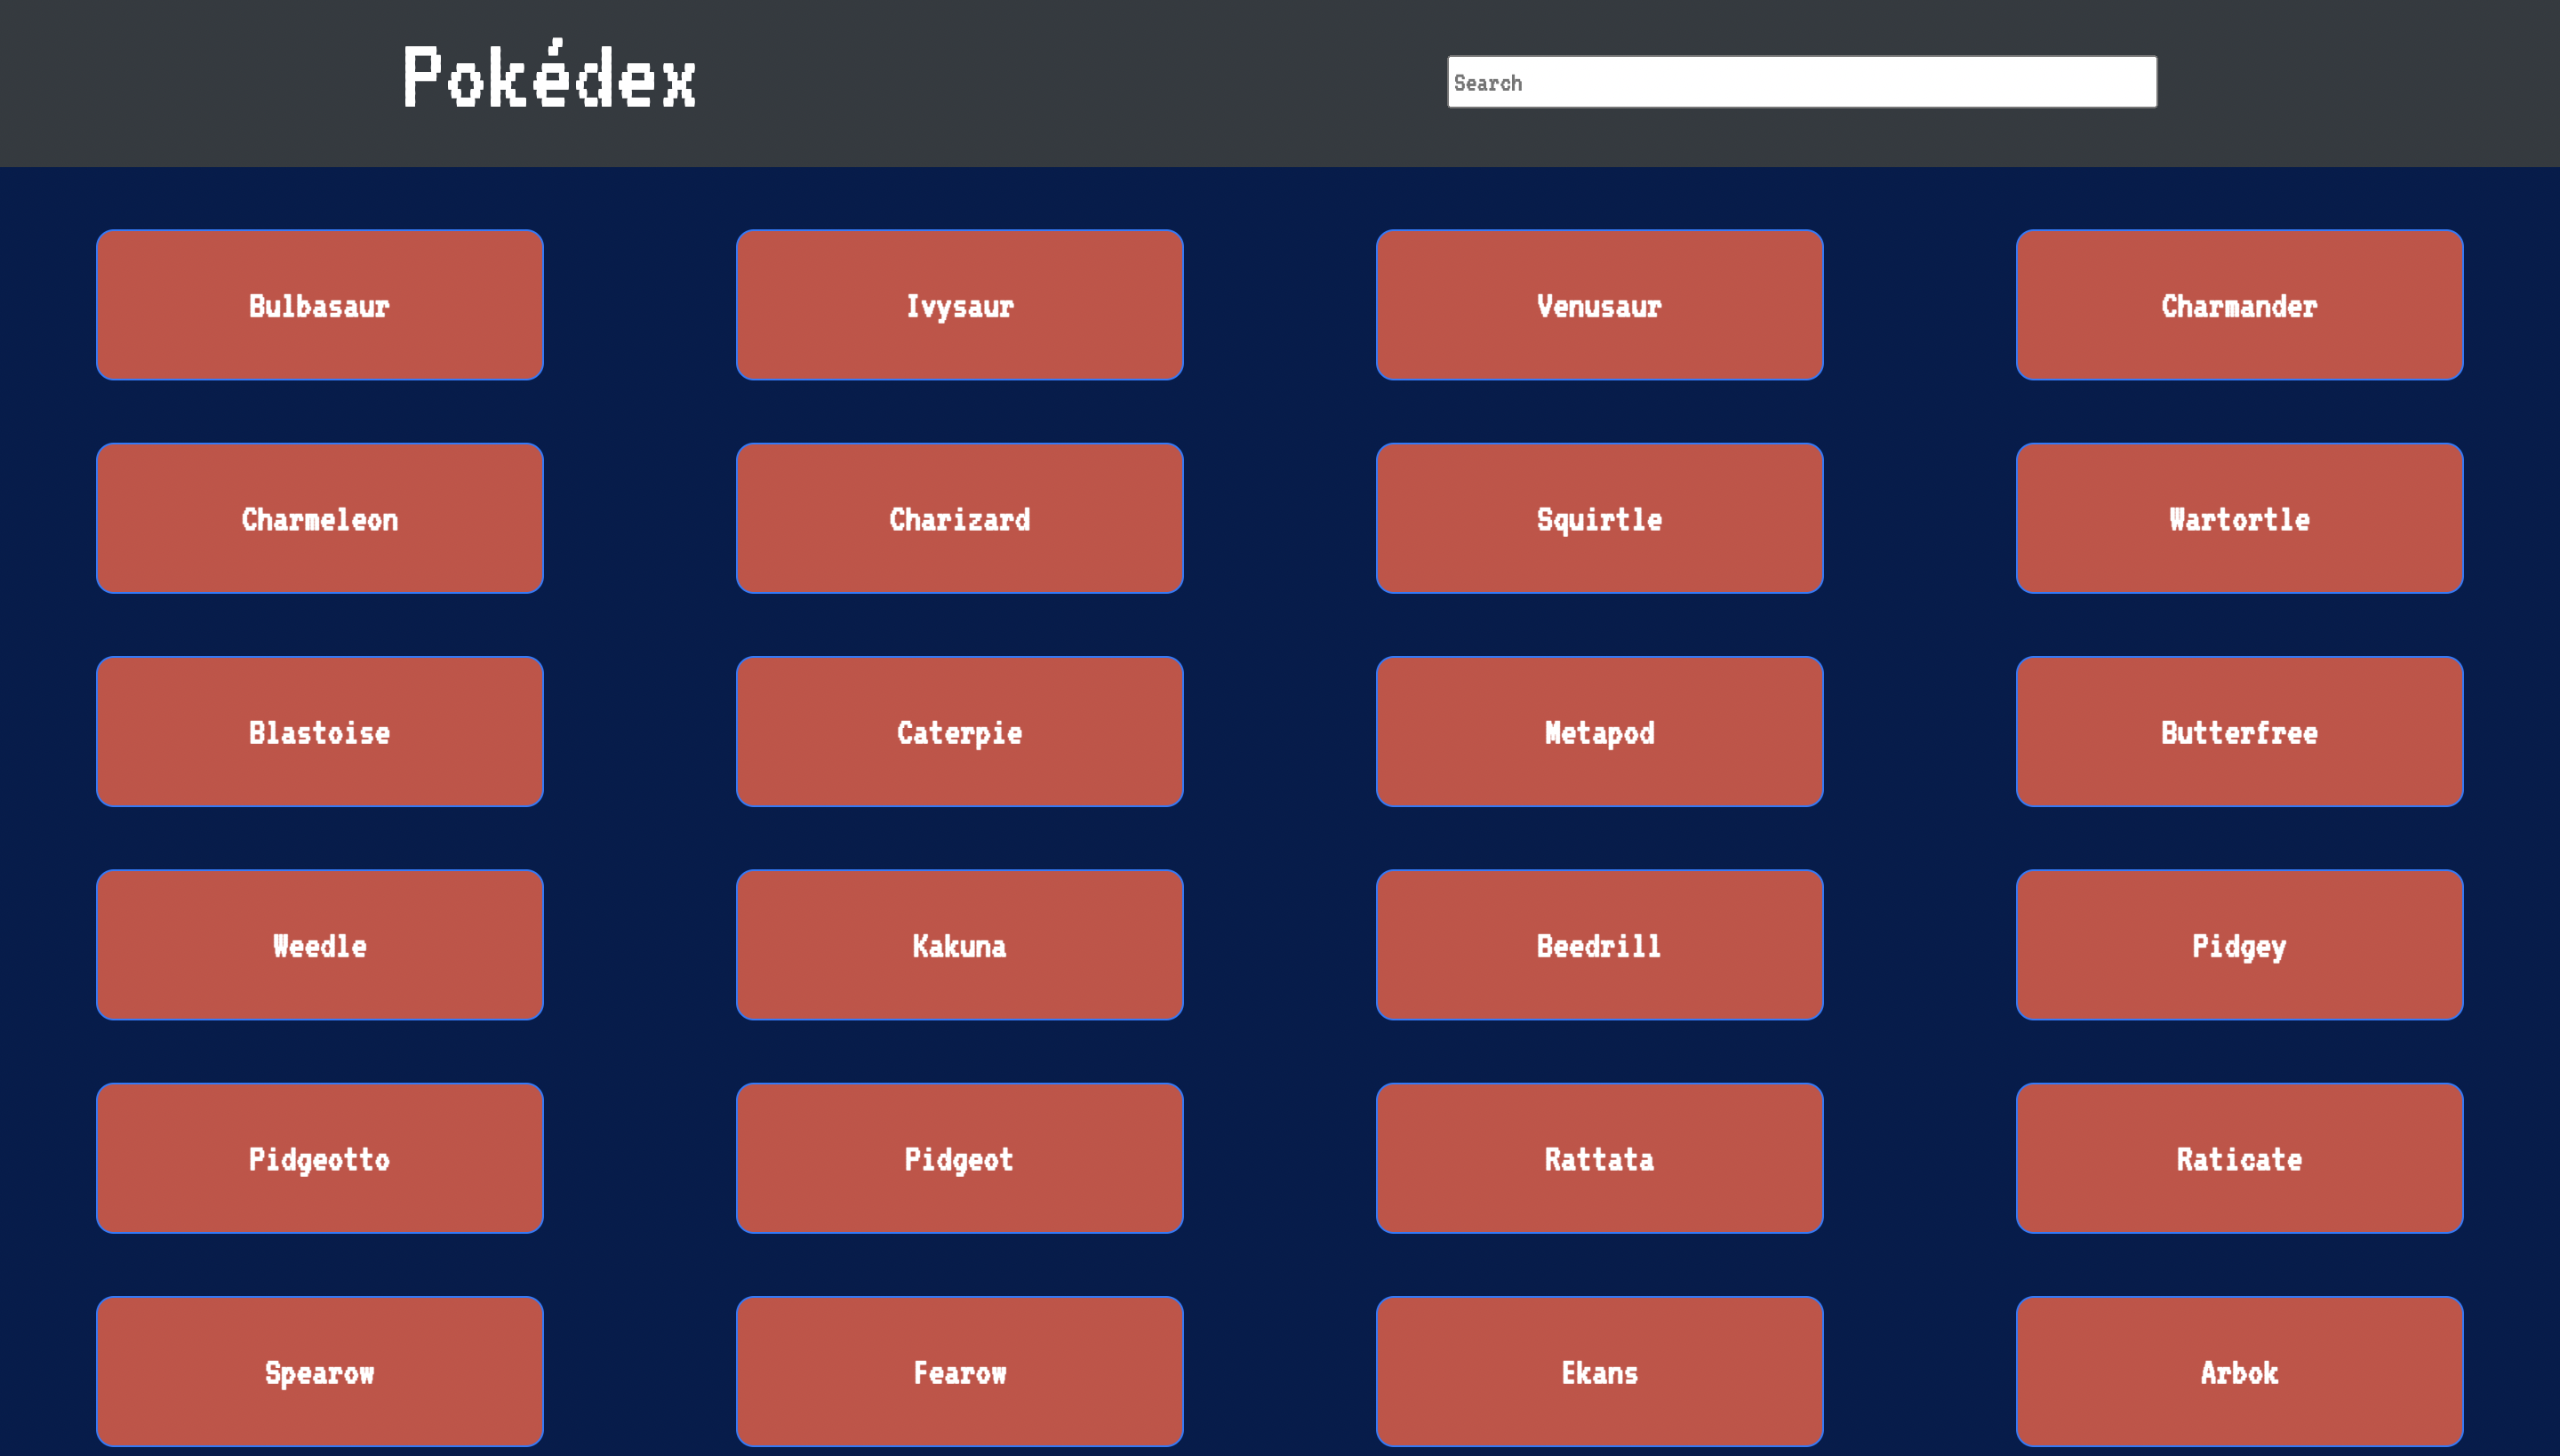 Pokédex
Search
Bulbasaur
Ivysaur
Venusaur
Charmander
Charmeleon
Charizard
Squirtle
Wartortle
Blastoise
Caterpie
Metapod
Butterfree
Weedle
Kakuna
Beedrill
Pidgey
Pidgeotto
Pidgeot
Rattata
Raticate
Spearow
Fearow
Ekans
Arbok